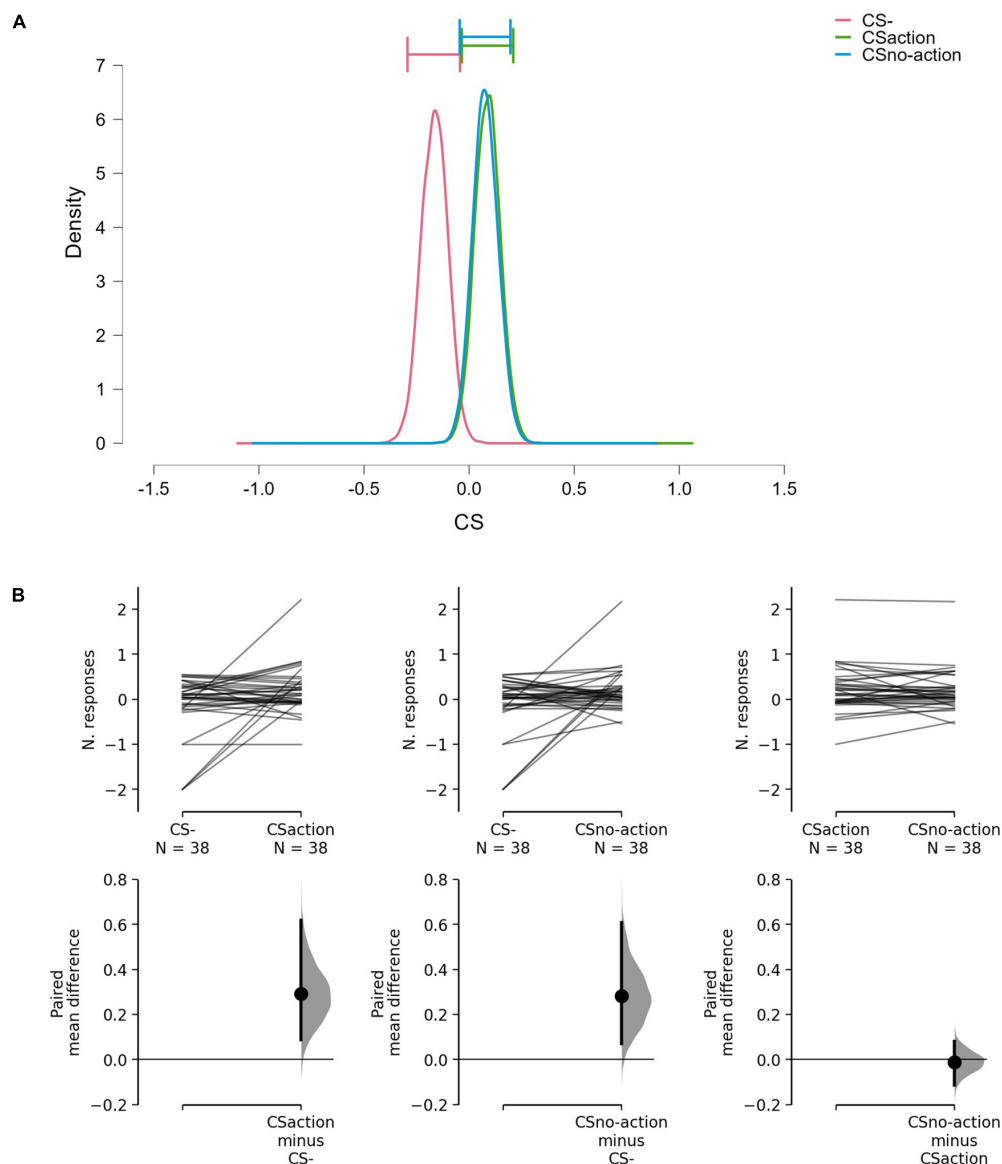 A
CS-
CSaction
CSno-action
7
6
5
4
3
2
1
0
Density
-1.5 -1.0 -0.5 0.0 0.5 1.0 1.5
CS
B
N. responses
2
1
0
−1
−2
CS- CSaction
N = 38 N = 38
N. responses
2
1
0
−1
−2
CS- CSno-action
N = 38 N = 38
N. responses
2
1
0
−1
−2
CSaction CSno-action
N = 38 N = 38
Paired
mean difference
0.8
0.6
0.4
0.2
0.0
−0.2
CSaction
minus
CS-
Paired
mean difference
0.8
0.6
0.4
0.2
0.0
−0.2
CSno-action
minus
CS-
Paired
mean difference
0.8
0.6
0.4
0.2
0.0
−0.2
CSno-action
minus
CSaction